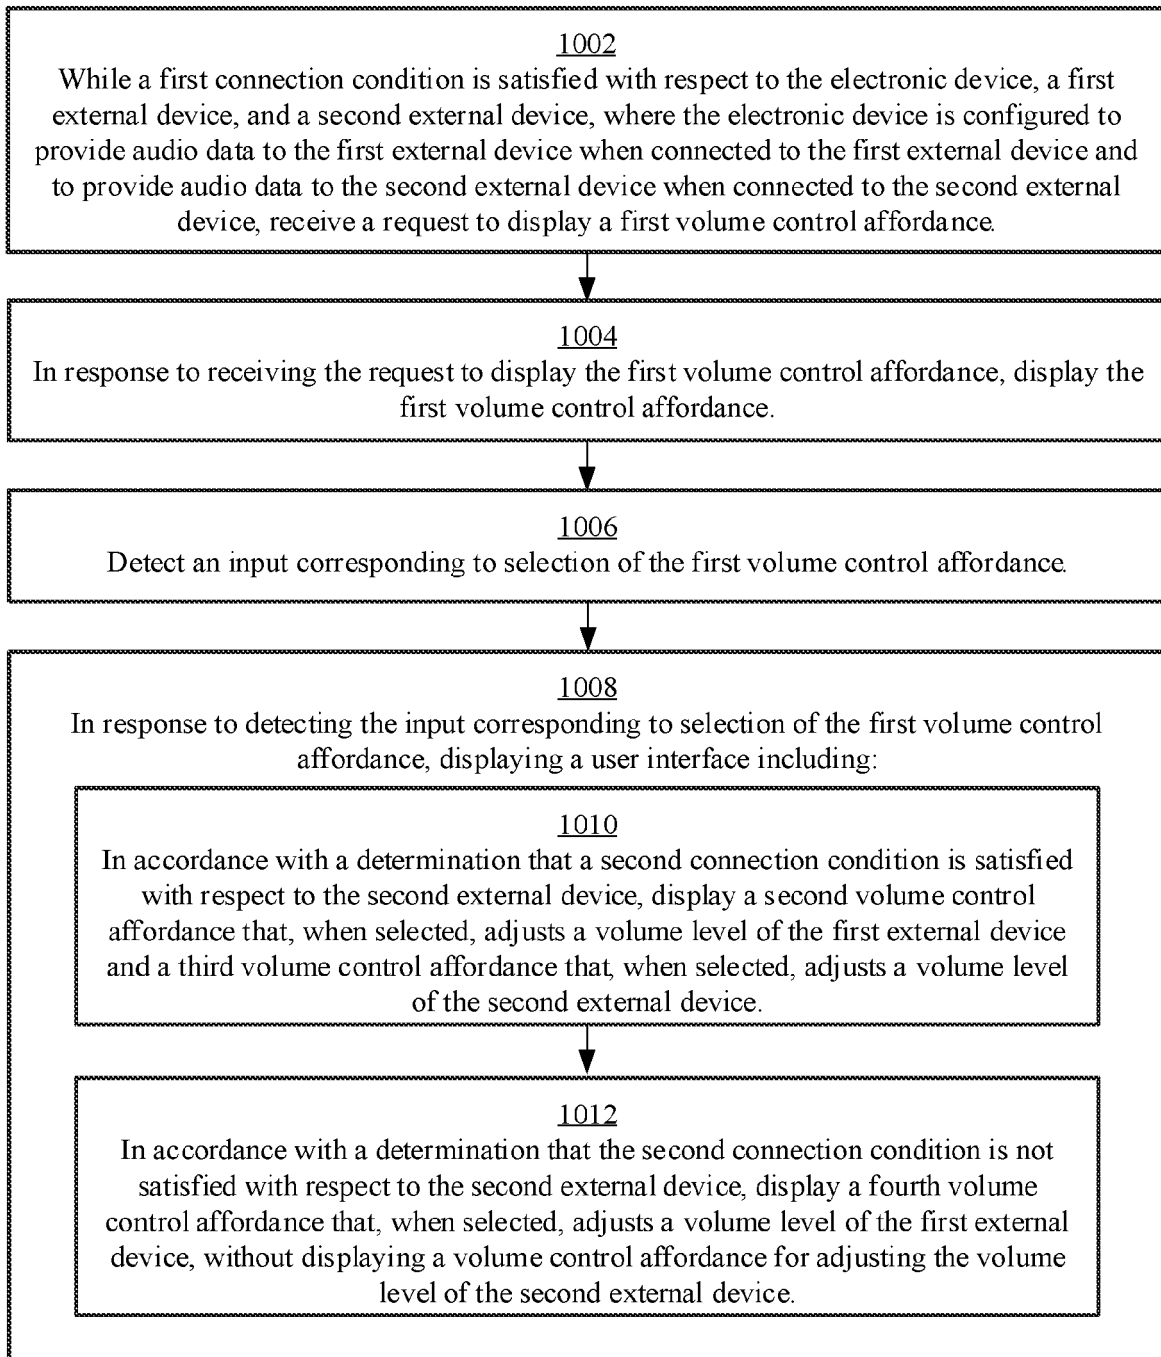 1002
While a first connection condition is satisfied with respect to the electronic device, a first
external device, and a second external device, where the electronic device is configured to
provide audio data to the first external device when connected to the first external device and
to provide audio data to the second external device when connected to the second external
device, receive a request to display a first volume control affordance.
1004
In response to receiving the request to display the first volume control affordance, display the
first volume control affordance.
1006
Detect an input corresponding to selection of the first volume control affordance.
1008
In response to detecting the input corresponding to selection of the first volume control
affordance, displaying a user interface including:
1010
In accordance with a determination that a second connection condition is satisfied
with respect to the second external device, display a second volume control
affordance that, when selected, adjusts a volume level of the first external device
and a third volume control affordance that, when selected, adjusts a volume level
of the second external device.
1012
In accordance with a determination that the second connection condition is not
satisfied with respect to the second external device, display a fourth volume
control affordance that, when selected, adjusts a volume level of the first external
device, without displaying a volume control affordance for adjusting the volume
level of the second external device.